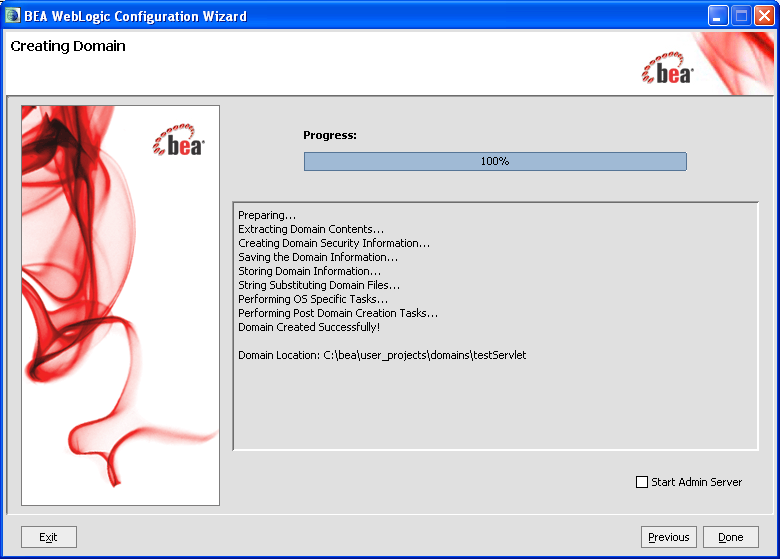 BEA WebLogic Configuration Wizard
Creating Domain
bea
bea
Progress:
100%
Preparing...
Extracting Domain Contents...
Creating Domain Security Information...
Saving the Domain Information...
Storing Domain Information...
String Substituting Domain Files...
Performing OS Specific Tasks...
Performing Post Domain Creation Tasks...
Domain Created Successfully!
Domain Location: C:\bea\user_projects\domains\testServlet
Start Admin Server
Exit
Previous
Done